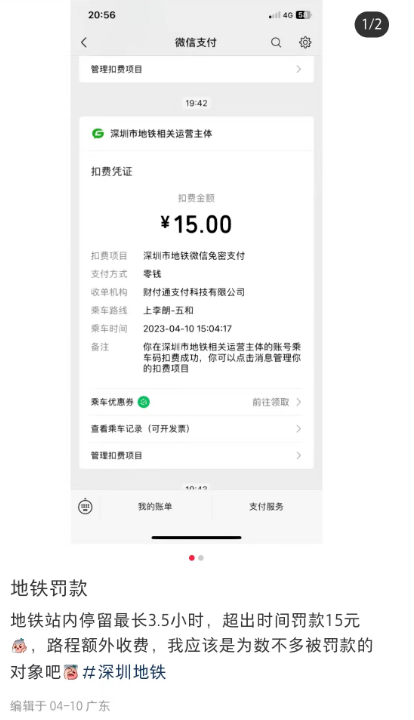 20:56
4G
58
1/2
微信支付
管理扣费项目
19:42
深圳市地铁相关运营主体
扣费凭证
扣费金额
¥15.00
扣费项目 深圳市地铁微信免密支付
支付方式 零钱
收单机构 财付通支付科技有限公司
乘车路线 上李朗-五和
乘车时间 2023-04-10 15:04:17
备注 你在深圳市地铁相关运营主体的账号乘
车码扣费成功，你可以点击消息管理你
的扣费项目
乘车优惠券 前往领取
查看乘车记录（可开发票）
管理扣费项目
19:43
我的账单 支付服务
地铁罚款
地铁站内停留最长3.5小时，超出时间罚款15元
，路程额外收费，我应该是为数不多被罚款的
对象吧 #深圳地铁
编辑于 04-10 广东